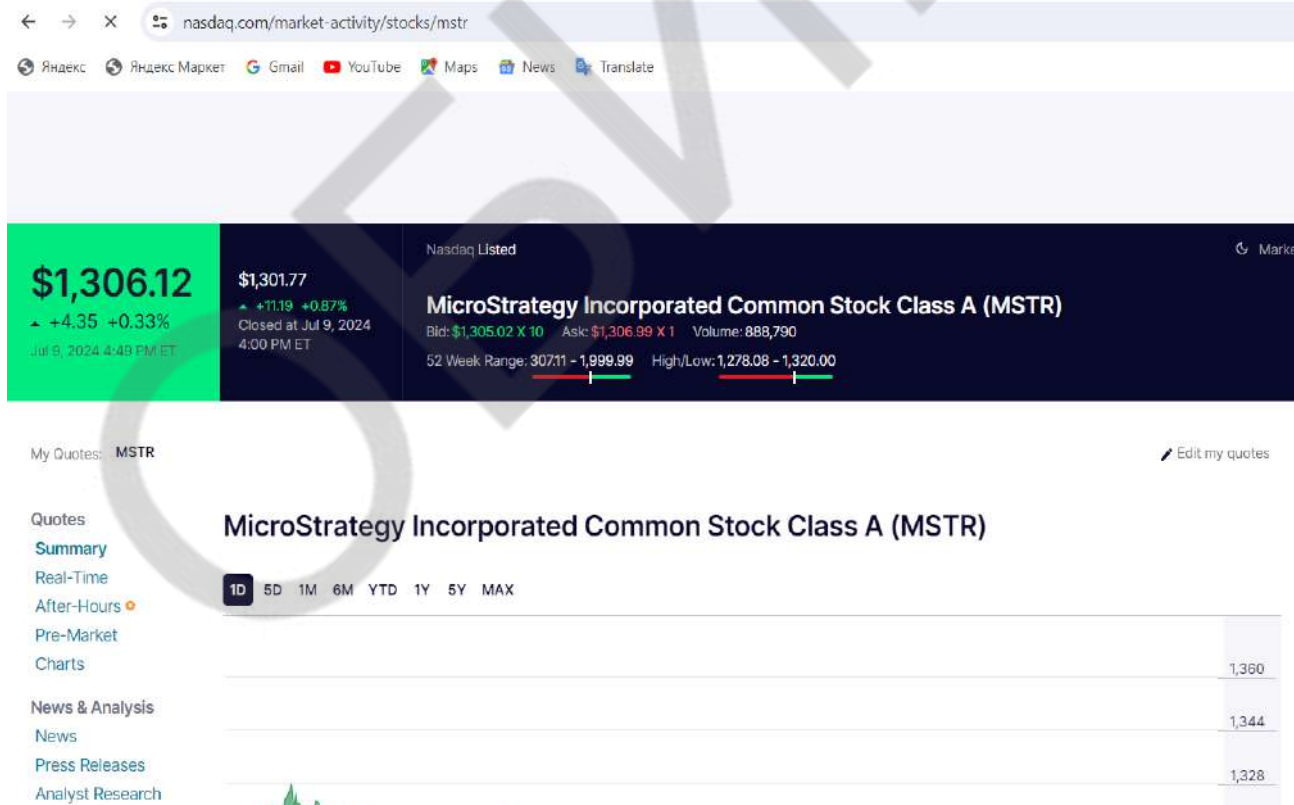 nasdaq.com/market-activity/stocks/mstr
Яндекс Яндекс Маркет Gmail YouTube Maps News Translate
Nasdaq Listed
$1,306.12
+4.35 +0.33%
Jul 9, 2024 4:49 PM ET
$1,301.77
+11.19 +0.87%
Closed at Jul 9, 2024
4:00 PM ET
MicroStrategy Incorporated Common Stock Class A (MSTR)
Bid: $1,305.02 X 10 Ask: $1,306.99 X 1 Volume: 888,790
52 Week Range: 307.11 - 1,999.99 High/Low: 1,278.08 - 1,320.00
My Quotes: MSTR
Edit my quotes
Quotes
Summary
Real-Time
After-Hours
Pre-Market
Charts
News & Analysis
News
Press Releases
Analyst Research
MicroStrategy Incorporated Common Stock Class A (MSTR)
1D 5D 1M 6M YTD 1Y 5Y MAX
1,360
1,344
1,328